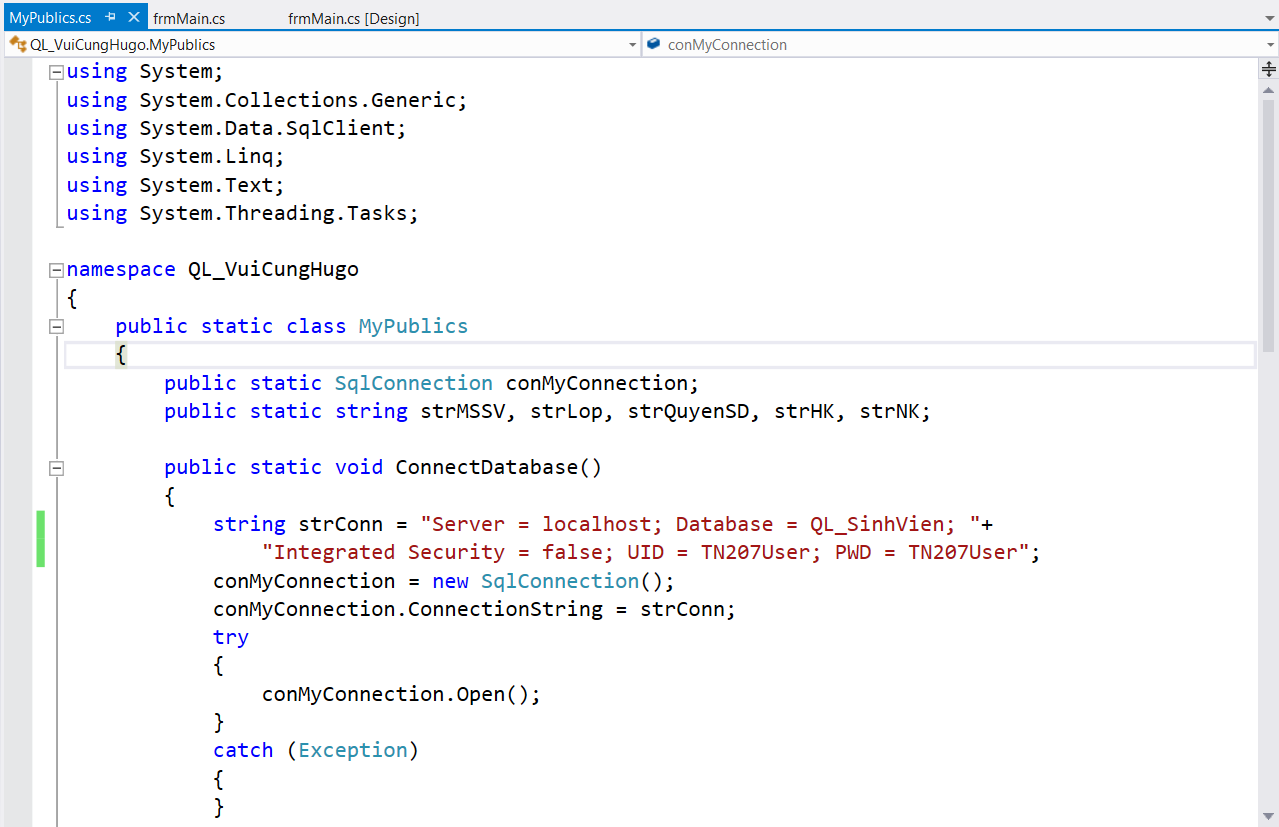 MyPublics.cs frmMain.cs frmMain.cs [Design]
QL_VuiCungHugo.MyPublics conMyConnection
using System;
using System.Collections.Generic;
using System.Data.SqlClient;
using System.Linq;
using System.Text;
using System.Threading.Tasks;
namespace QL_VuiCungHugo
{
public static class MyPublics
{
public static SqlConnection conMyConnection;
public static string strMSSV, strLop, strQuyenSD, strHK, strNK;
public static void ConnectDatabase()
{
string strConn = "Server = localhost; Database = QL_SinhVien; "+
"Integrated Security = false; UID = TN207User; PWD = TN207User";
conMyConnection = new SqlConnection();
conMyConnection.ConnectionString = strConn;
try
{
conMyConnection.Open();
}
catch (Exception)
{
}